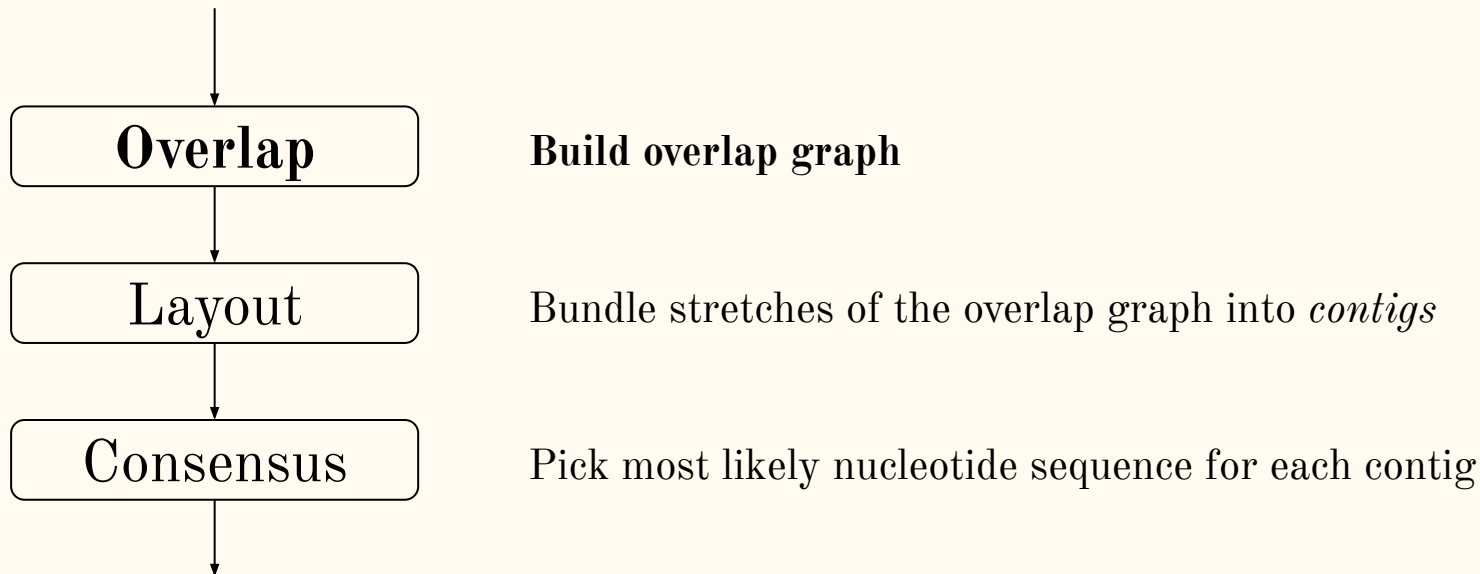 Overlap
Build overlap graph
Layout
Bundle stretches of the overlap graph into contigs
Consensus
Pick most likely nucleotide sequence for each contig